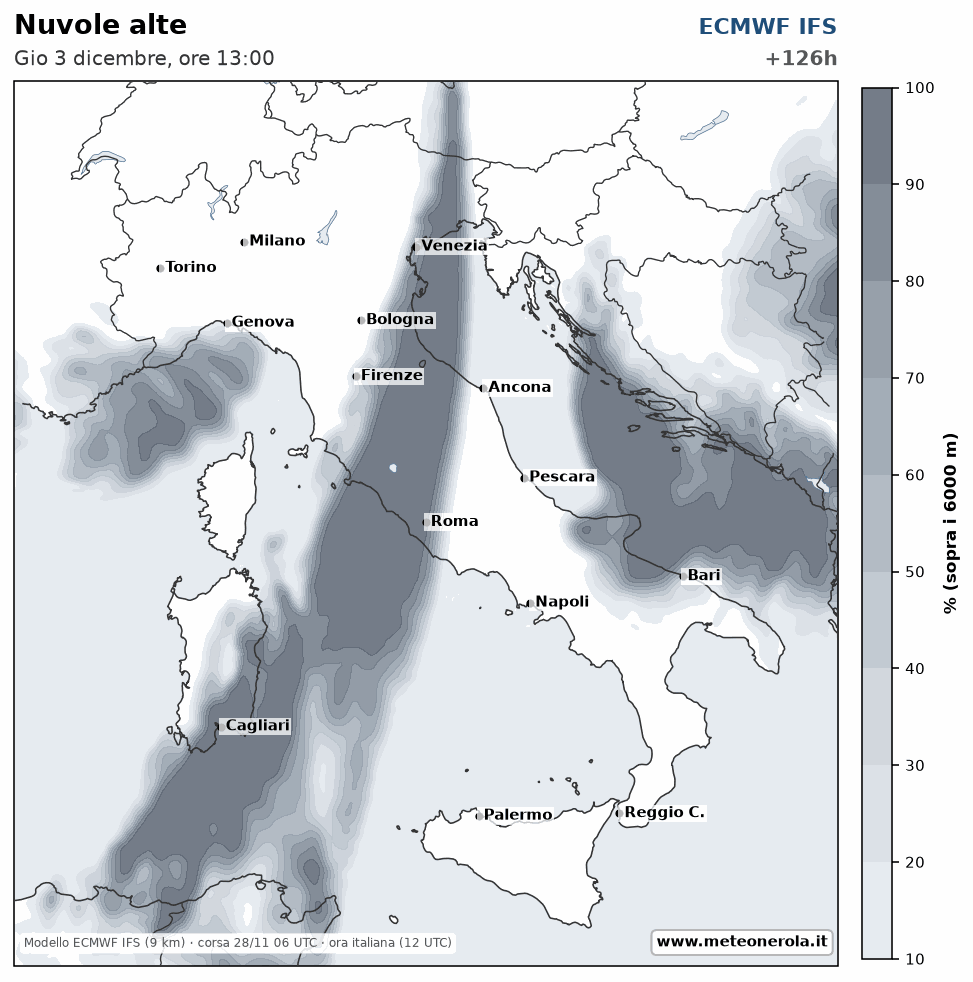 Nuvole alte
ECMWF IFS
Gio 3 dicembre, ore 13:00
+126h
100
90
80
70
60
50
40
30
20
10
% (sopra i 6000 m)
Venezia
Milano
Torino
Genova
Bologna
Firenze
Ancona
Pescara
Roma
Bari
Napoli
Cagliari
Palermo
Reggio C.
Modello ECMWF IFS (9 km) · corsa 28/11 06 UTC · ora italiana (12 UTC)
www.meteonerola.it